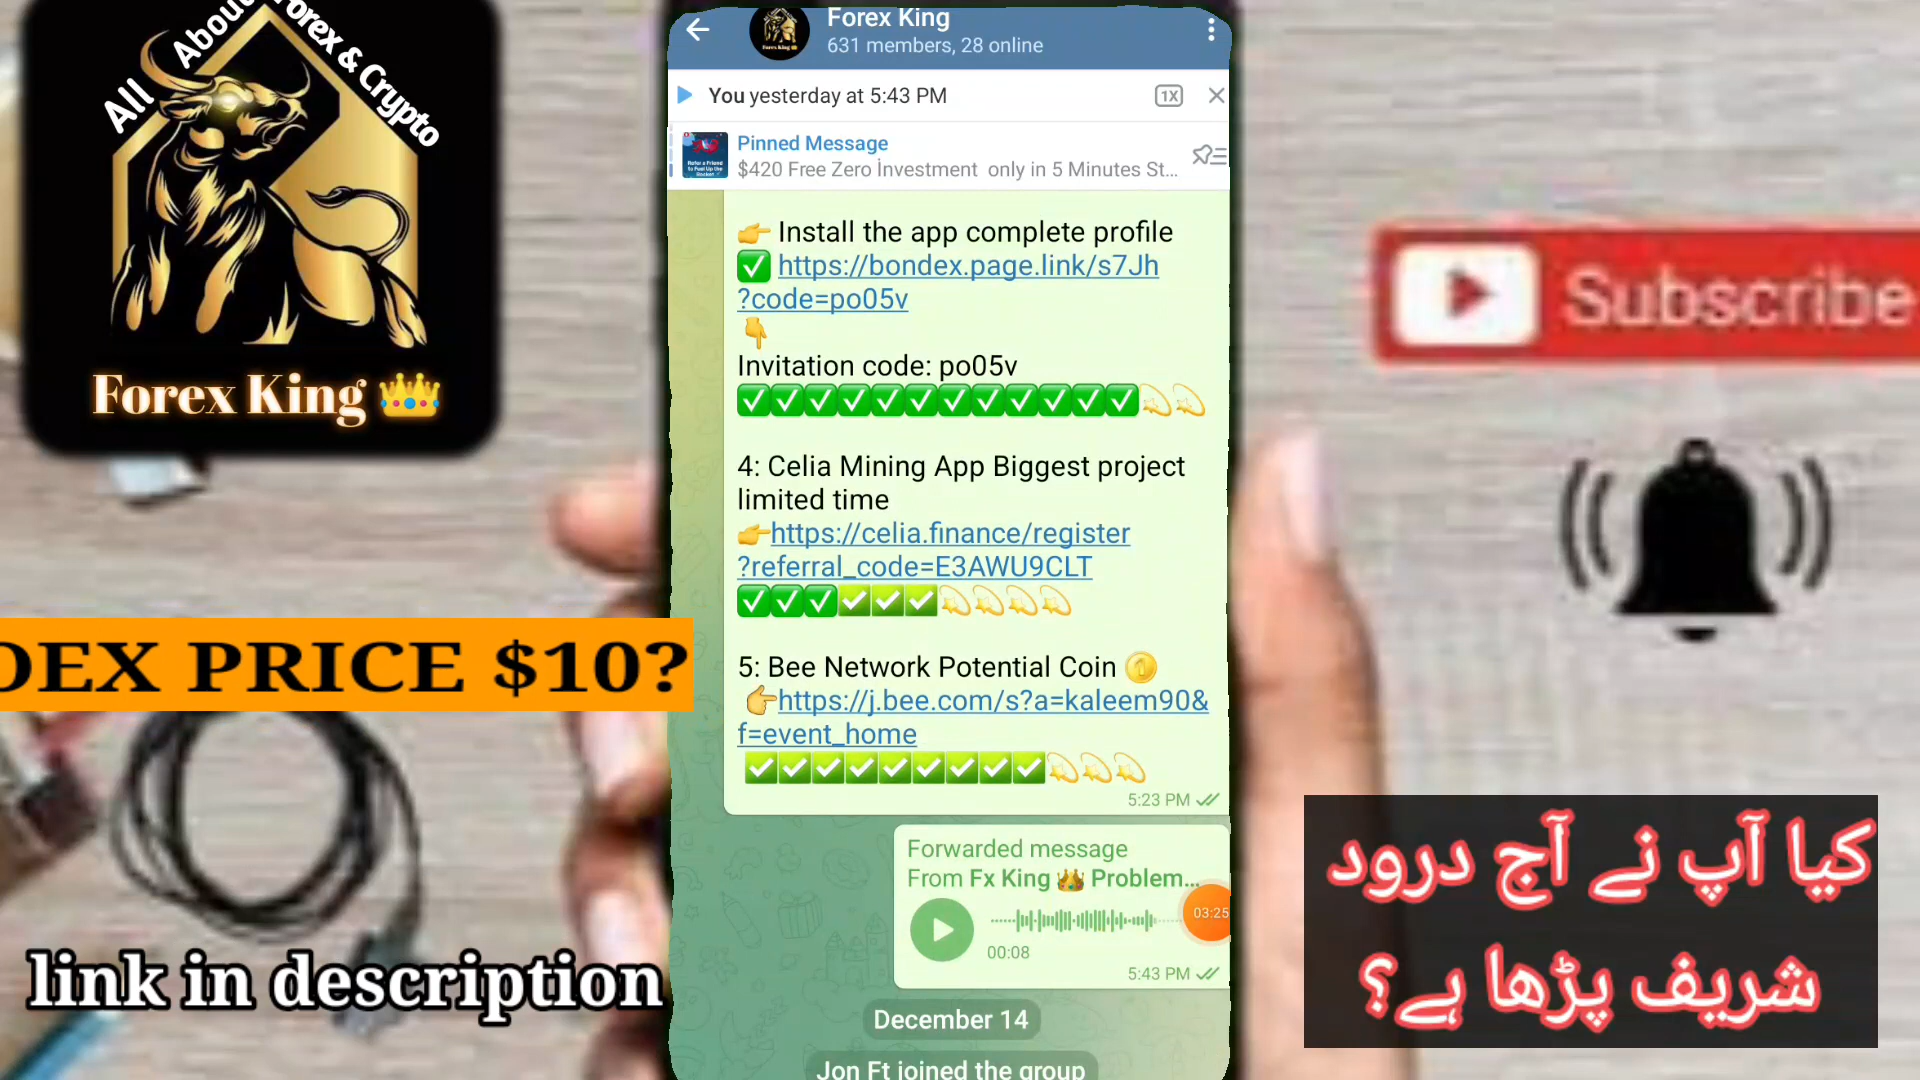 All About Forex & Crypto
Forex King 👑
DEX PRICE $10?
link in description
Forex King
631 members, 28 online
You yesterday at 5:43 PM
1X
Pinned Message
$420 Free Zero İnvestment only in 5 Minutes St...
👉 Install the app complete profile
✅ https://bondex.page.link/s7Jh
?code=po05v
👇
Invitation code: po05v
✅✅✅✅✅✅✅✅✅✅✅✅💫💫
4: Celia Mining App Biggest project
limited time
👉https://celia.finance/register
?referral_code=E3AWU9CLT
✅✅✅✅✅✅💫💫💫💫
5: Bee Network Potential Coin 🪙
👉https://j.bee.com/s?a=kaleem90&
f=event_home
✅✅✅✅✅✅✅✅✅💫💫💫
5:23 PM
Forwarded message
From Fx King 👑 Problem...
03:25
00:08
5:43 PM
December 14
Jon Ft joined the group
Subscribe
کیا آپ نے آج درود
شریف پڑھا ہے؟